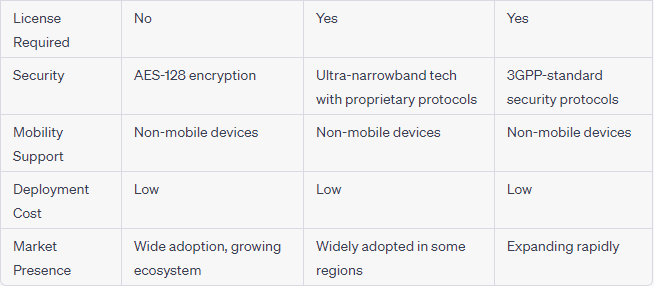 License Required
No
Yes
Yes
Security
AES-128 encryption
Ultra-narrowband tech with proprietary protocols
3GPP-standard security protocols
Mobility Support
Non-mobile devices
Non-mobile devices
Non-mobile devices
Deployment Cost
Low
Low
Low
Market Presence
Wide adoption, growing ecosystem
Widely adopted in some regions
Expanding rapidly